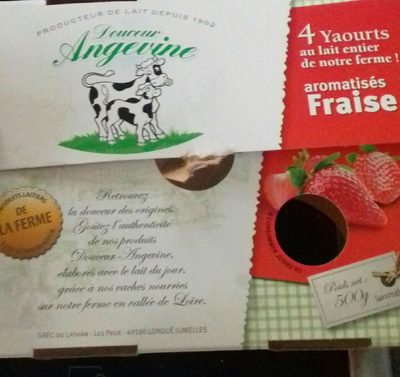 PRODUCTEUR DE LAIT DEPUIS 1902
Douceur
Angevine
4 Yaourts
au lait entier
de notre ferme !
aromatisés
Fraise
PRODUITS LAITIERS
DE
LA FERME
Retrouvez
la douceur des origines.
Goûtez l'authenticité
de nos produits
Douceur Angevine,
élaborés avec le lait du jour,
grâce à nos vaches nourries
sur notre ferme en vallée de Loire.
Poids net :
500g
GAEC DU LATHAN - LES PEUX - 49160 LONGUÉ JUMELLES